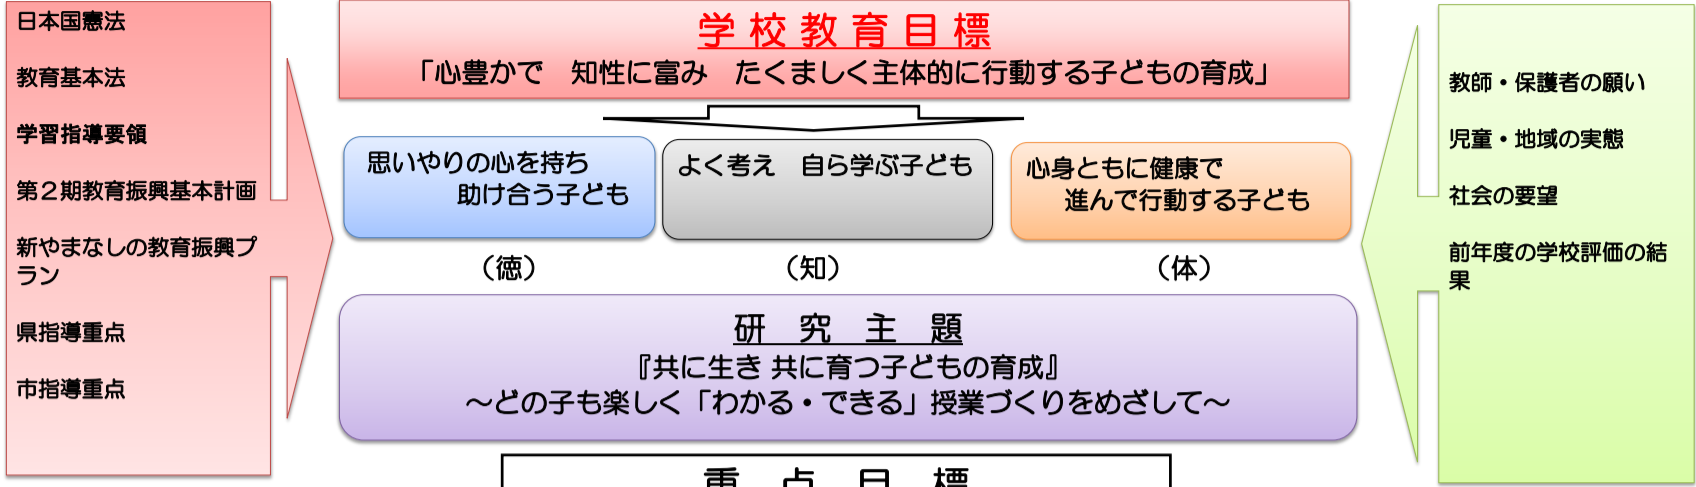 日本国憲法
教育基本法
学習指導要領
第２期教育振興基本計画
新やまなしの教育振興プ
ラン
県指導重点
市指導重点
学 校 教 育 目 標
「心豊かで　知性に富み　たくましく主体的に行動する子どもの育成」
思いやりの心を持ち
助け合う子ども
よく考え　自ら学ぶ子ども
心身ともに健康で
進んで行動する子ども
（徳）
（知）
（体）
研　究　主　題
『共に生き 共に育つ子どもの育成』
～どの子も楽しく「わかる・できる」授業づくりをめざして～
重　点　目　標
教師・保護者の願い
児童・地域の実態
社会の要望
前年度の学校評価の結
果